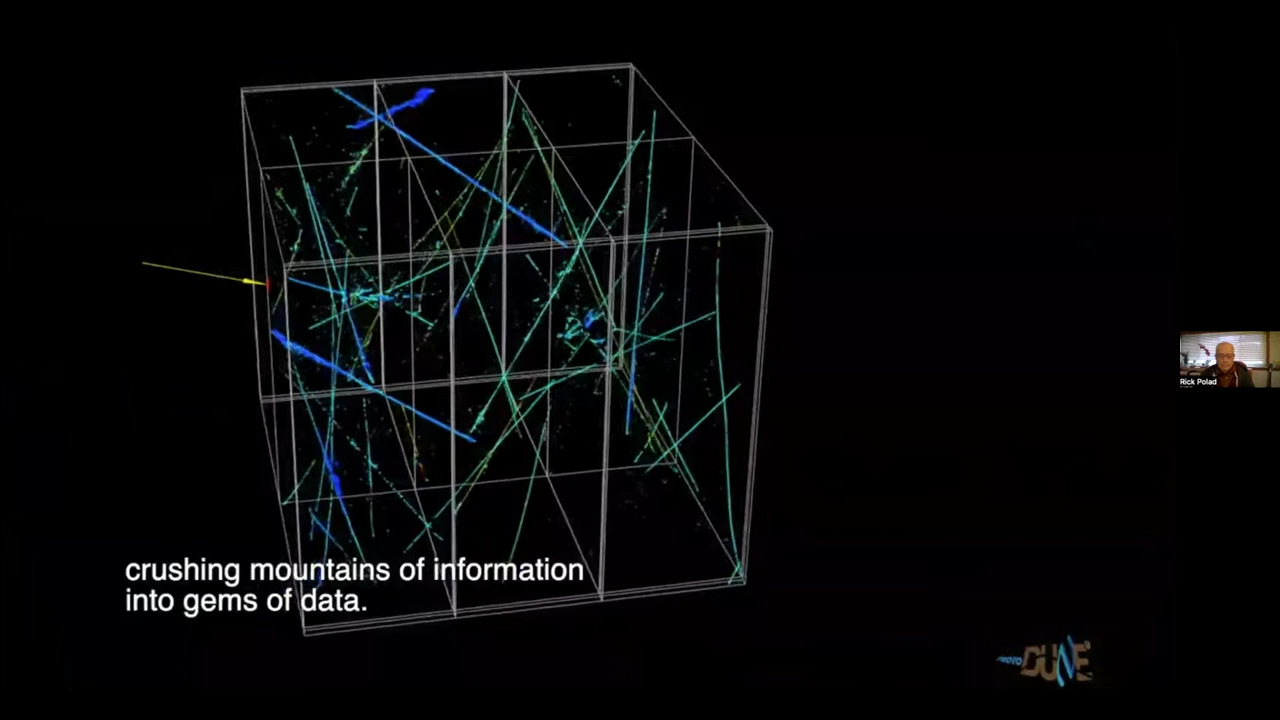 crushing mountains of information
into gems of data.
Rick Polad
DUNE